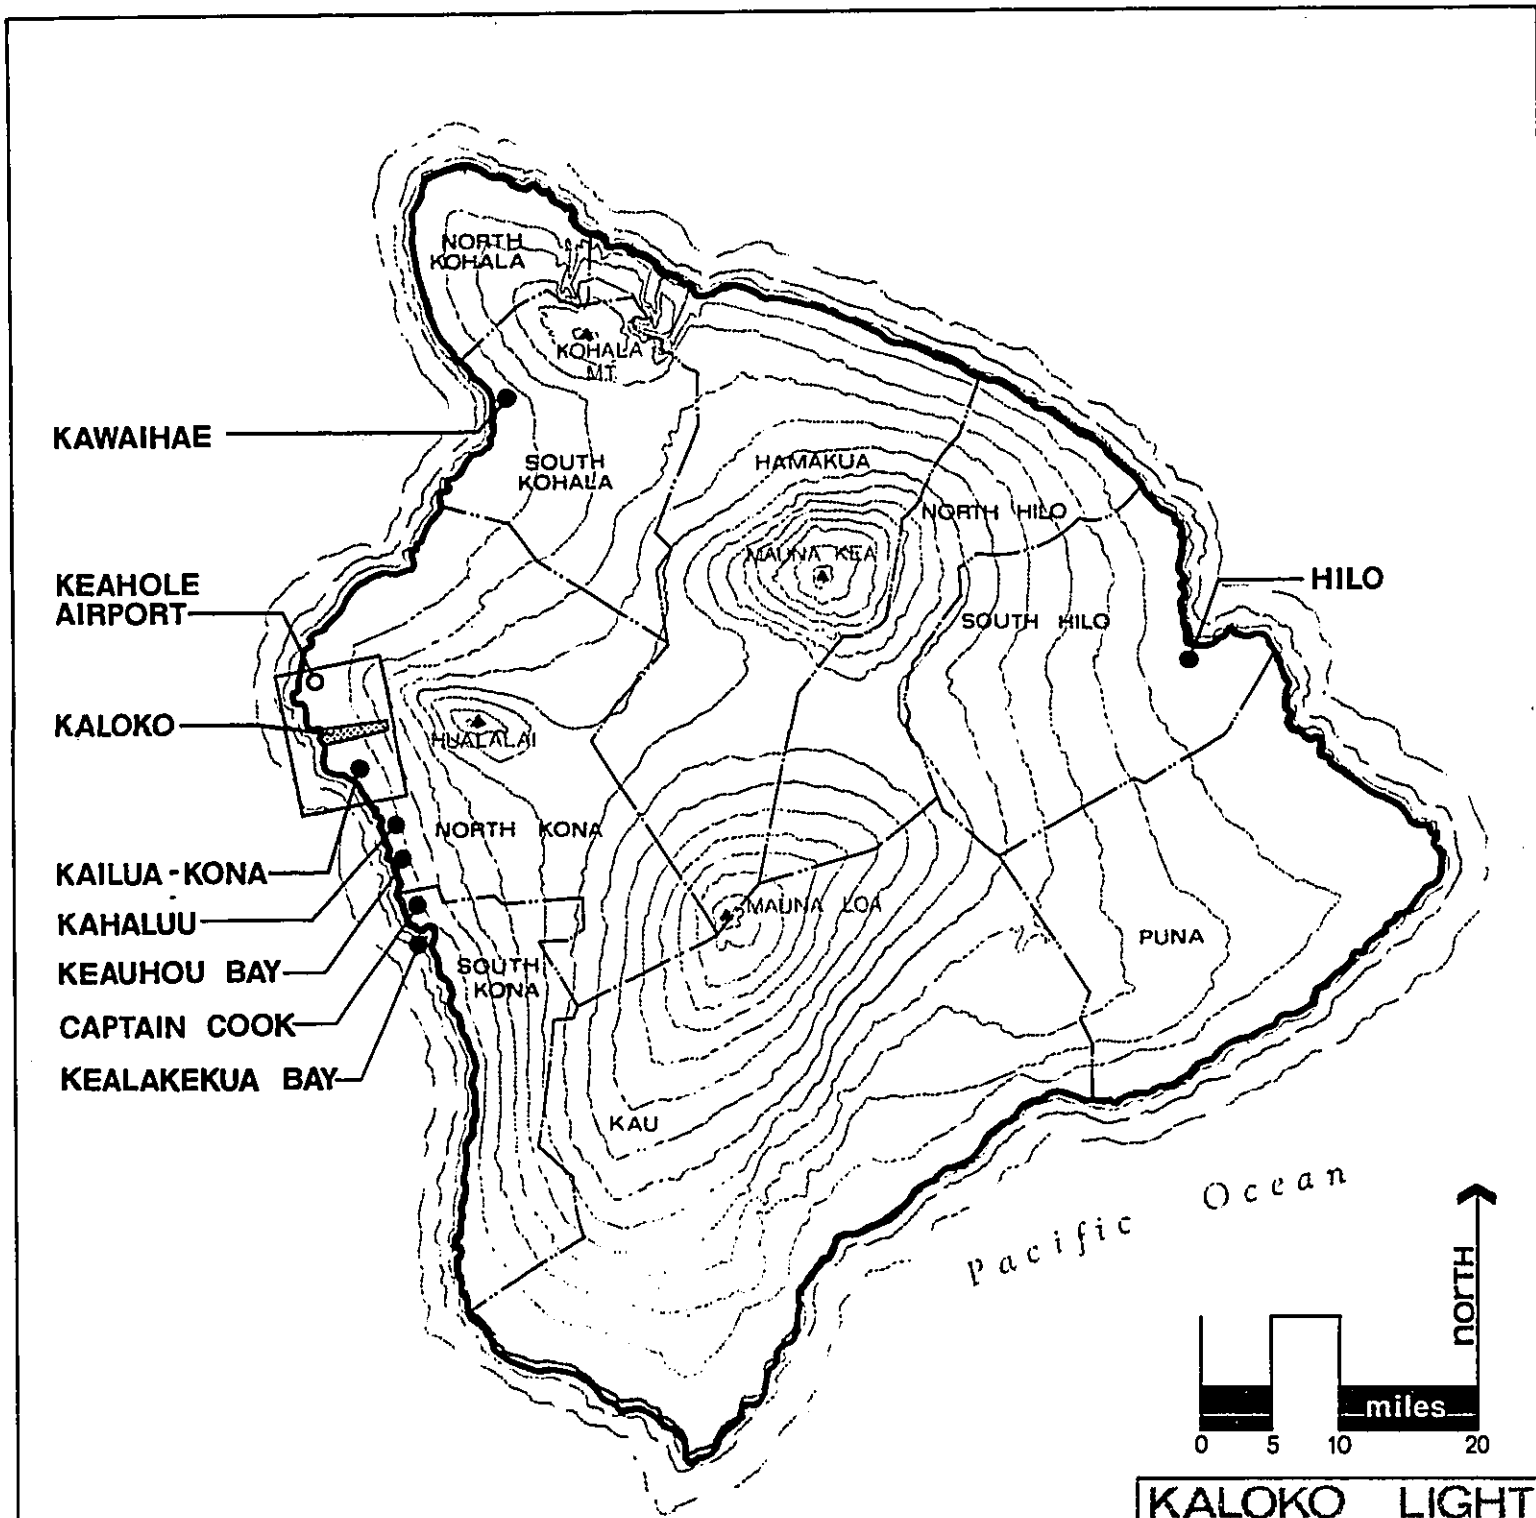 NORTH
KOHALA
KOHALA
MT.
KAWAIHAE
SOUTH
KOHALA
HAMAKUA
NORTH HILO
MAUNA KEA
KEAHOLE
AIRPORT
HILO
SOUTH HILO
KALOKO
HUALALAI
NORTH KONA
KAILUA-KONA
KAHALUU
MAUNA LOA
PUNA
KEAUHOU BAY
SOUTH
KONA
CAPTAIN COOK
KEALAKEKUA BAY
KAU
Pacific Ocean
NORTH
miles
0 5 10 20
KALOKO LIGHT